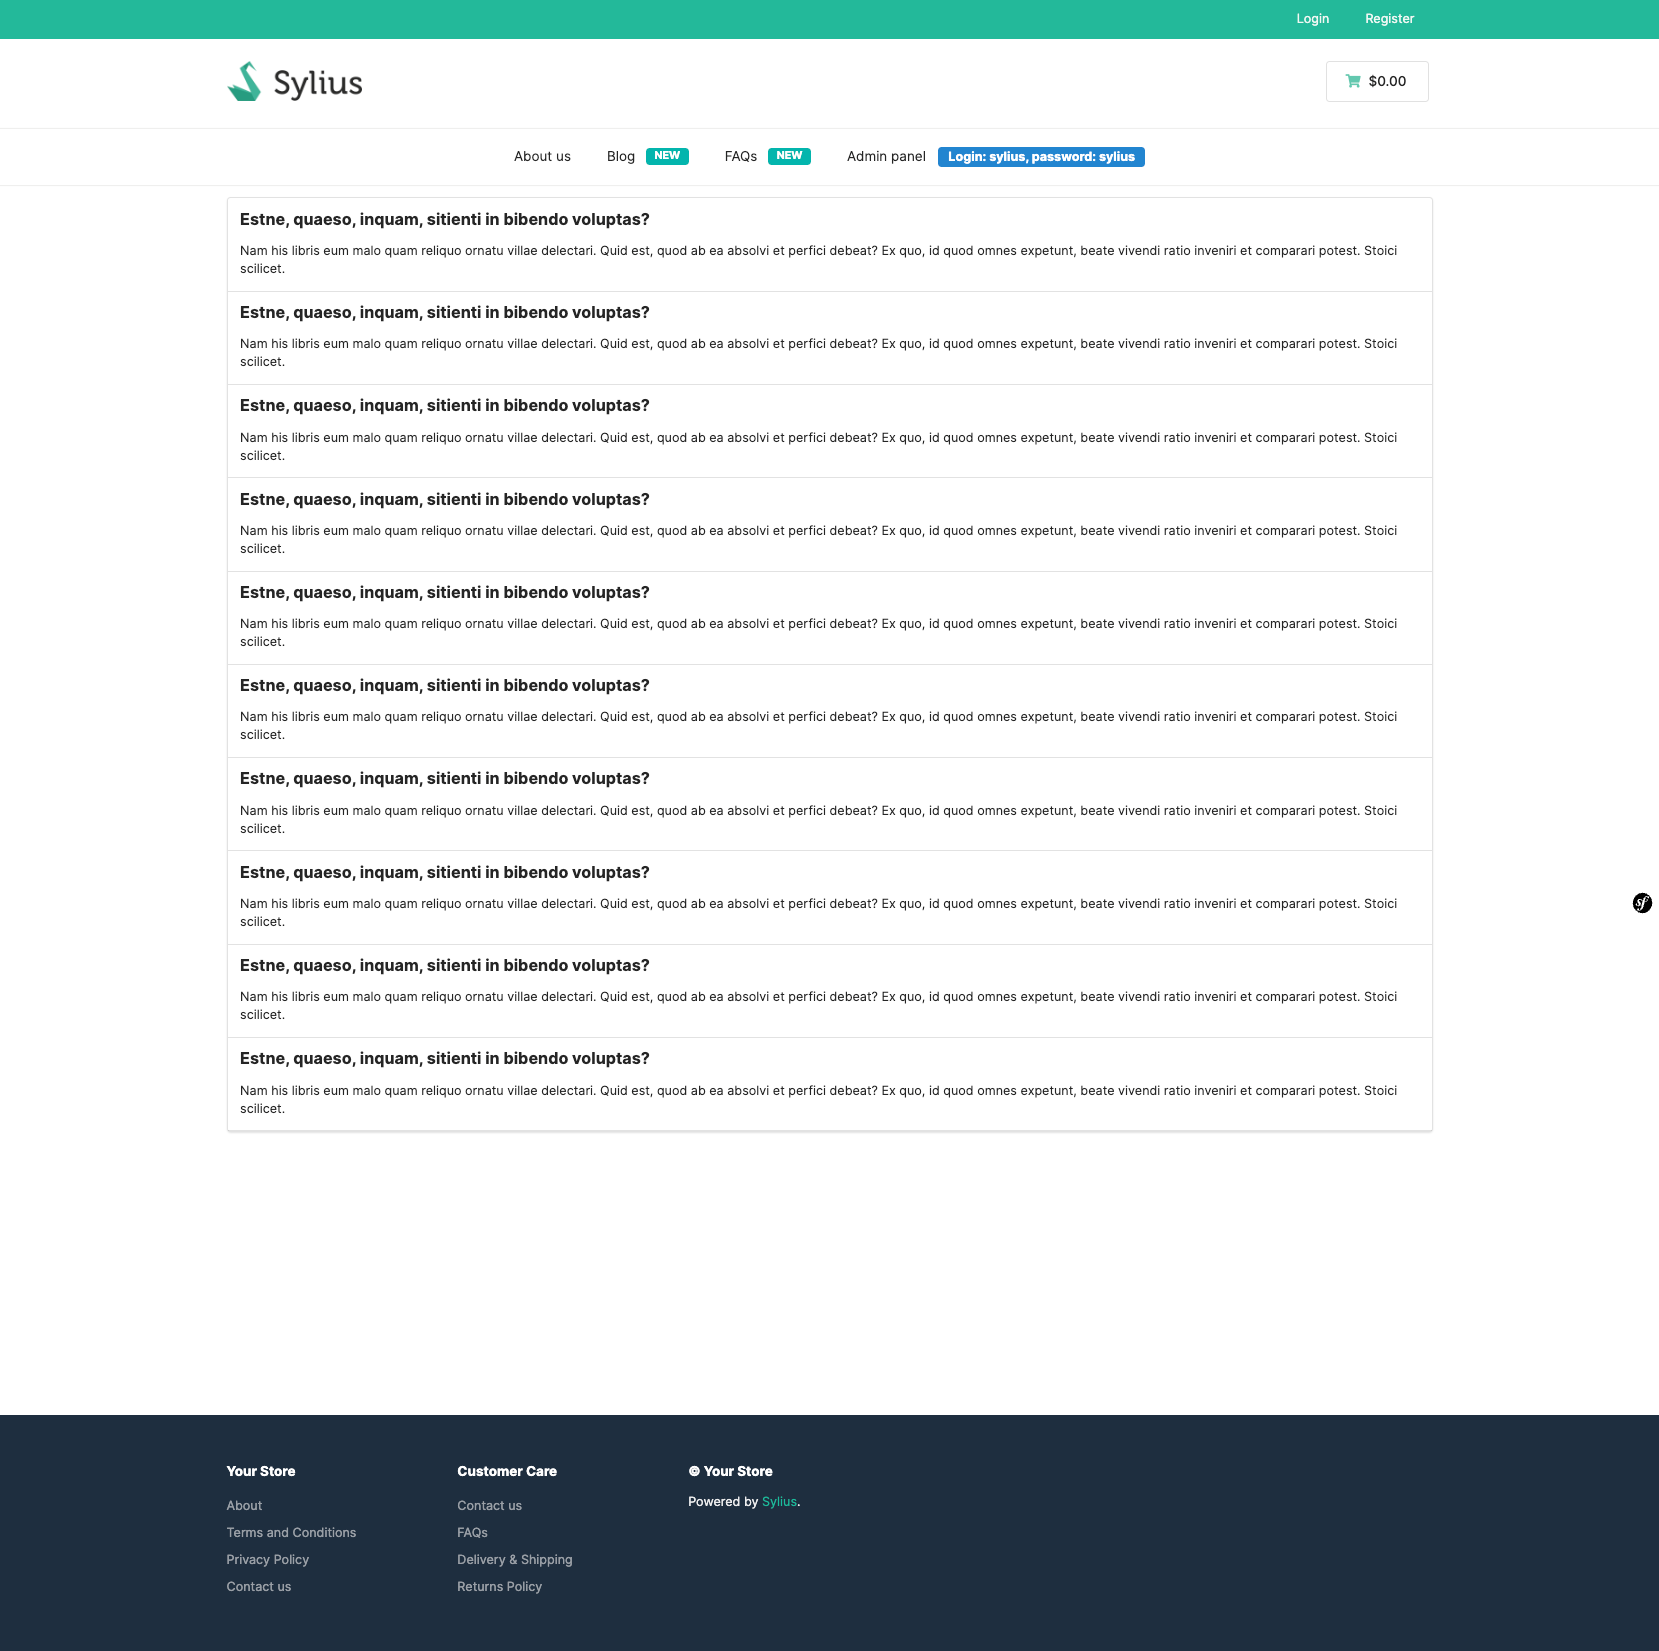 Login Register
Sylius
$0.00
About us Blog NEW FAQs NEW Admin panel Login: sylius, password: sylius
Estne, quaeso, inquam, sitienti in bibendo voluptas?
Nam his libris eum malo quam reliquo ornatu villae delectari. Quid est, quod ab ea absolvi et perfici debeat? Ex quo, id quod omnes expetunt, beate vivendi ratio inveniri et comparari potest. Stoici
scilicet.
Estne, quaeso, inquam, sitienti in bibendo voluptas?
Nam his libris eum malo quam reliquo ornatu villae delectari. Quid est, quod ab ea absolvi et perfici debeat? Ex quo, id quod omnes expetunt, beate vivendi ratio inveniri et comparari potest. Stoici
scilicet.
Estne, quaeso, inquam, sitienti in bibendo voluptas?
Nam his libris eum malo quam reliquo ornatu villae delectari. Quid est, quod ab ea absolvi et perfici debeat? Ex quo, id quod omnes expetunt, beate vivendi ratio inveniri et comparari potest. Stoici
scilicet.
Estne, quaeso, inquam, sitienti in bibendo voluptas?
Nam his libris eum malo quam reliquo ornatu villae delectari. Quid est, quod ab ea absolvi et perfici debeat? Ex quo, id quod omnes expetunt, beate vivendi ratio inveniri et comparari potest. Stoici
scilicet.
Estne, quaeso, inquam, sitienti in bibendo voluptas?
Nam his libris eum malo quam reliquo ornatu villae delectari. Quid est, quod ab ea absolvi et perfici debeat? Ex quo, id quod omnes expetunt, beate vivendi ratio inveniri et comparari potest. Stoici
scilicet.
Estne, quaeso, inquam, sitienti in bibendo voluptas?
Nam his libris eum malo quam reliquo ornatu villae delectari. Quid est, quod ab ea absolvi et perfici debeat? Ex quo, id quod omnes expetunt, beate vivendi ratio inveniri et comparari potest. Stoici
scilicet.
Estne, quaeso, inquam, sitienti in bibendo voluptas?
Nam his libris eum malo quam reliquo ornatu villae delectari. Quid est, quod ab ea absolvi et perfici debeat? Ex quo, id quod omnes expetunt, beate vivendi ratio inveniri et comparari potest. Stoici
scilicet.
Estne, quaeso, inquam, sitienti in bibendo voluptas?
Nam his libris eum malo quam reliquo ornatu villae delectari. Quid est, quod ab ea absolvi et perfici debeat? Ex quo, id quod omnes expetunt, beate vivendi ratio inveniri et comparari potest. Stoici
scilicet.
Estne, quaeso, inquam, sitienti in bibendo voluptas?
Nam his libris eum malo quam reliquo ornatu villae delectari. Quid est, quod ab ea absolvi et perfici debeat? Ex quo, id quod omnes expetunt, beate vivendi ratio inveniri et comparari potest. Stoici
scilicet.
Estne, quaeso, inquam, sitienti in bibendo voluptas?
Nam his libris eum malo quam reliquo ornatu villae delectari. Quid est, quod ab ea absolvi et perfici debeat? Ex quo, id quod omnes expetunt, beate vivendi ratio inveniri et comparari potest. Stoici
scilicet.
sf
Your Store
About
Terms and Conditions
Privacy Policy
Contact us
Customer Care
Contact us
FAQs
Delivery & Shipping
Returns Policy
© Your Store
Powered by Sylius.